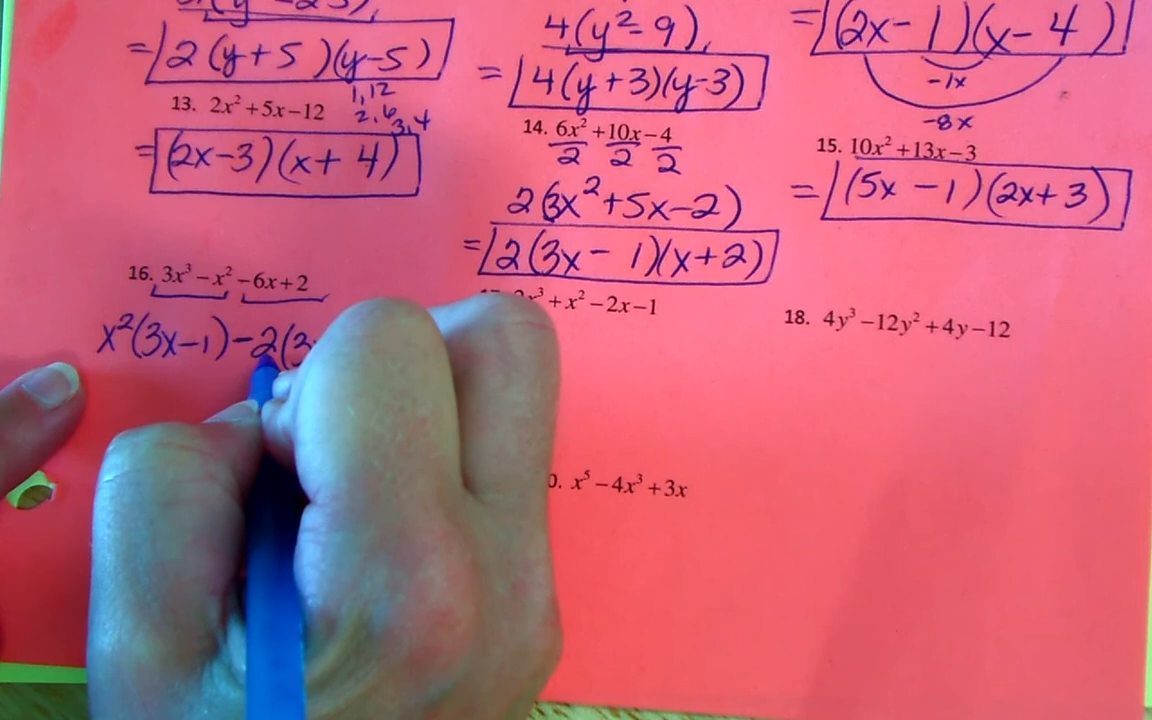 = 2(y+5)(y-5)
1,12
13. 2x² + 5x − 12
2,6
3,4
= (2x-3)(x+4)
16. 3x³ − x² − 6x + 2
x²(3x-1)-2(3
4(y²-9)
= 4(y+3)(y-3)
14. 6x² + 10x − 4
2 2 2
2(3x²+5x-2)
= 2(3x-1)(x+2)
x³ + x² − 2x − 1
0. x⁵ − 4x³ + 3x
= (2x-1)(x-4)
-1x
-8x
15. 10x² + 13x − 3
= (5x-1)(2x+3)
18. 4y³ − 12y² + 4y − 12